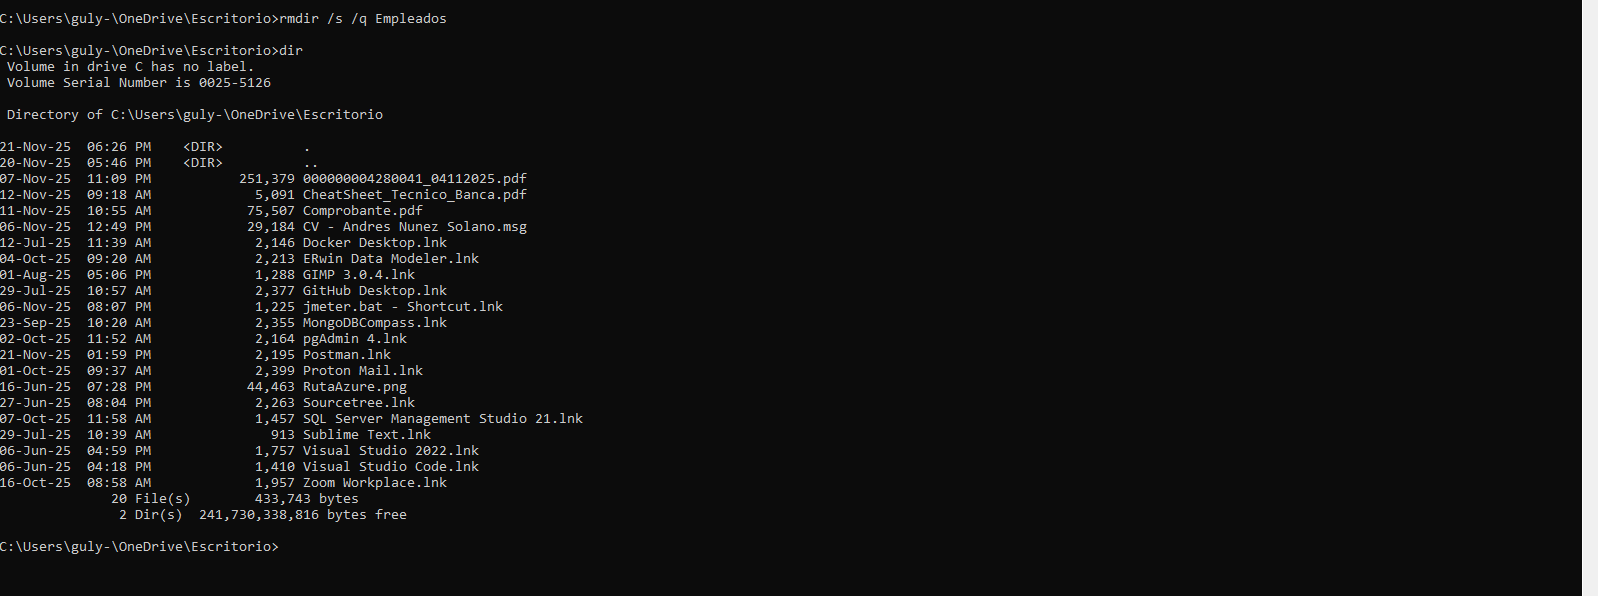 C:\Users\guly-\OneDrive\Escritorio>rmdir /s /q Empleados
C:\Users\guly-\OneDrive\Escritorio>dir
Volume in drive C has no label.
Volume Serial Number is 0025-5126
Directory of C:\Users\guly-\OneDrive\Escritorio
21-Nov-25  06:26 PM    <DIR>          .
20-Nov-25  05:46 PM    <DIR>          ..
07-Nov-25  11:09 PM           251,379 000000004280041_04112025.pdf
12-Nov-25  09:18 AM             5,091 CheatSheet_Tecnico_Banca.pdf
11-Nov-25  10:55 AM            75,507 Comprobante.pdf
06-Nov-25  12:49 PM            29,184 CV - Andres Nunez Solano.msg
12-Jul-25  11:39 AM             2,146 Docker Desktop.lnk
04-Oct-25  09:20 AM             2,213 ERwin Data Modeler.lnk
01-Aug-25  05:06 PM             1,288 GIMP 3.0.4.lnk
29-Jul-25  10:57 AM             2,377 GitHub Desktop.lnk
06-Nov-25  08:07 PM             1,225 jmeter.bat - Shortcut.lnk
23-Sep-25  10:20 AM             2,355 MongoDBCompass.lnk
02-Oct-25  11:52 AM             2,164 pgAdmin 4.lnk
21-Nov-25  01:59 PM             2,195 Postman.lnk
01-Oct-25  09:37 AM             2,399 Proton Mail.lnk
16-Jun-25  07:28 PM            44,463 RutaAzure.png
27-Jun-25  08:04 PM             2,263 Sourcetree.lnk
07-Oct-25  11:58 AM             1,457 SQL Server Management Studio 21.lnk
29-Jul-25  10:39 AM               913 Sublime Text.lnk
06-Jun-25  04:59 PM             1,757 Visual Studio 2022.lnk
06-Jun-25  04:18 PM             1,410 Visual Studio Code.lnk
16-Oct-25  08:58 AM             1,957 Zoom Workplace.lnk
20 File(s)        433,743 bytes
2 Dir(s)  241,730,338,816 bytes free
C:\Users\guly-\OneDrive\Escritorio>